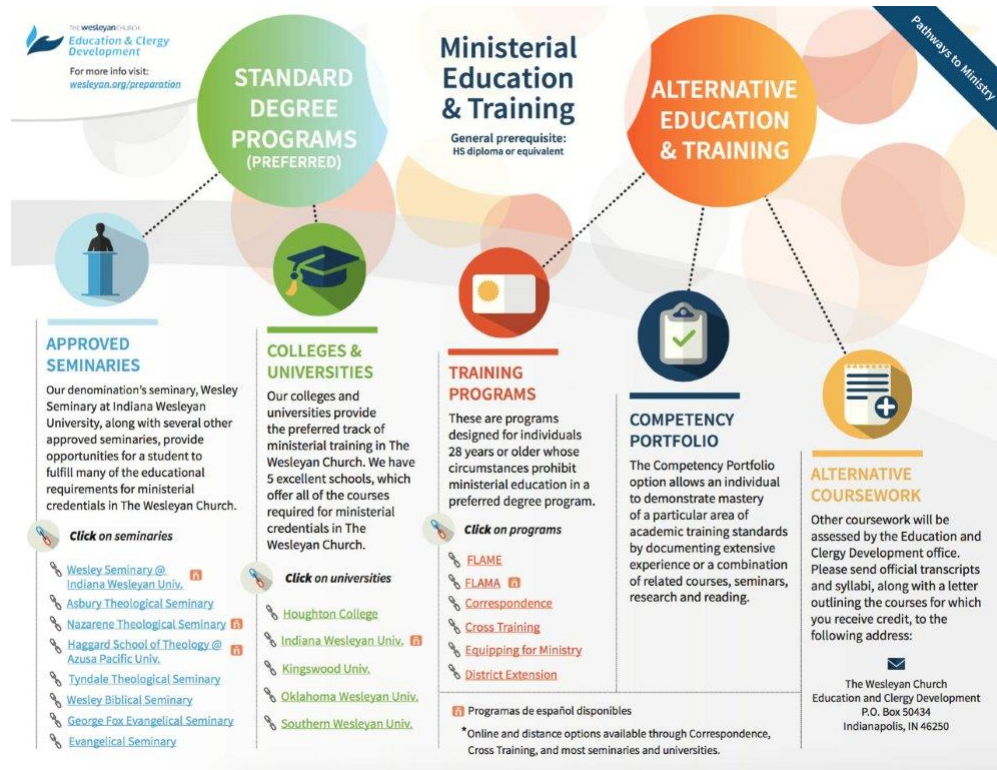 THE wesleyan CHURCH
Education & Clergy
Development
For more info visit:
wesleyan.org/preparation
STANDARD
DEGREE
PROGRAMS
(PREFERRED)
Ministerial
Education
& Training
General prerequisite:
HS diploma or equivalent
ALTERNATIVE
EDUCATION
& TRAINING
Pathways to Ministry
APPROVED
SEMINARIES
Our denomination's seminary, Wesley
Seminary at Indiana Wesleyan
University, along with several other
approved seminaries, provide
opportunities for a student to
fulfill many of the educational
requirements for ministerial
credentials in The Wesleyan Church.
Click on seminaries
Wesley Seminary @
Indiana Wesleyan Univ.
Asbury Theological Seminary
Nazarene Theological Seminary
Haggard School of Theology @
Azusa Pacific Univ.
Tyndale Theological Seminary
Wesley Biblical Seminary
George Fox Evangelical Seminary
Evangelical Seminary
COLLEGES &
UNIVERSITIES
Our colleges and
universities provide
the preferred track of
ministerial training in The
Wesleyan Church. We have
5 excellent schools, which
offer all of the courses
required for ministerial
credentials in The
Wesleyan Church.
Click on universities
Houghton College
Indiana Wesleyan Univ.
Kingswood Univ.
Oklahoma Wesleyan Univ.
Southern Wesleyan Univ.
TRAINING
PROGRAMS
These are programs
designed for individuals
28 years or older whose
circumstances prohibit
ministerial education in a
preferred degree program.
Click on programs
FLAME
FLAMA
Correspondence
Cross Training
Equipping for Ministry
District Extension
COMPETENCY
PORTFOLIO
The Competency Portfolio
option allows an individual
to demonstrate mastery
of a particular area of
academic training standards
by documenting extensive
experience or a combination
of related courses, seminars,
research and reading.
ALTERNATIVE
COURSEWORK
Other coursework will be
assessed by the Education and
Clergy Development office.
Please send official transcripts
and syllabi, along with a letter
outlining the courses for which
you receive credit, to the
following address:
The Wesleyan Church
Education and Clergy Development
P.O. Box 50434
Indianapolis, IN 46250
ñ Programas de español disponibles
*Online and distance options available through Correspondence,
Cross Training, and most seminaries and universities.